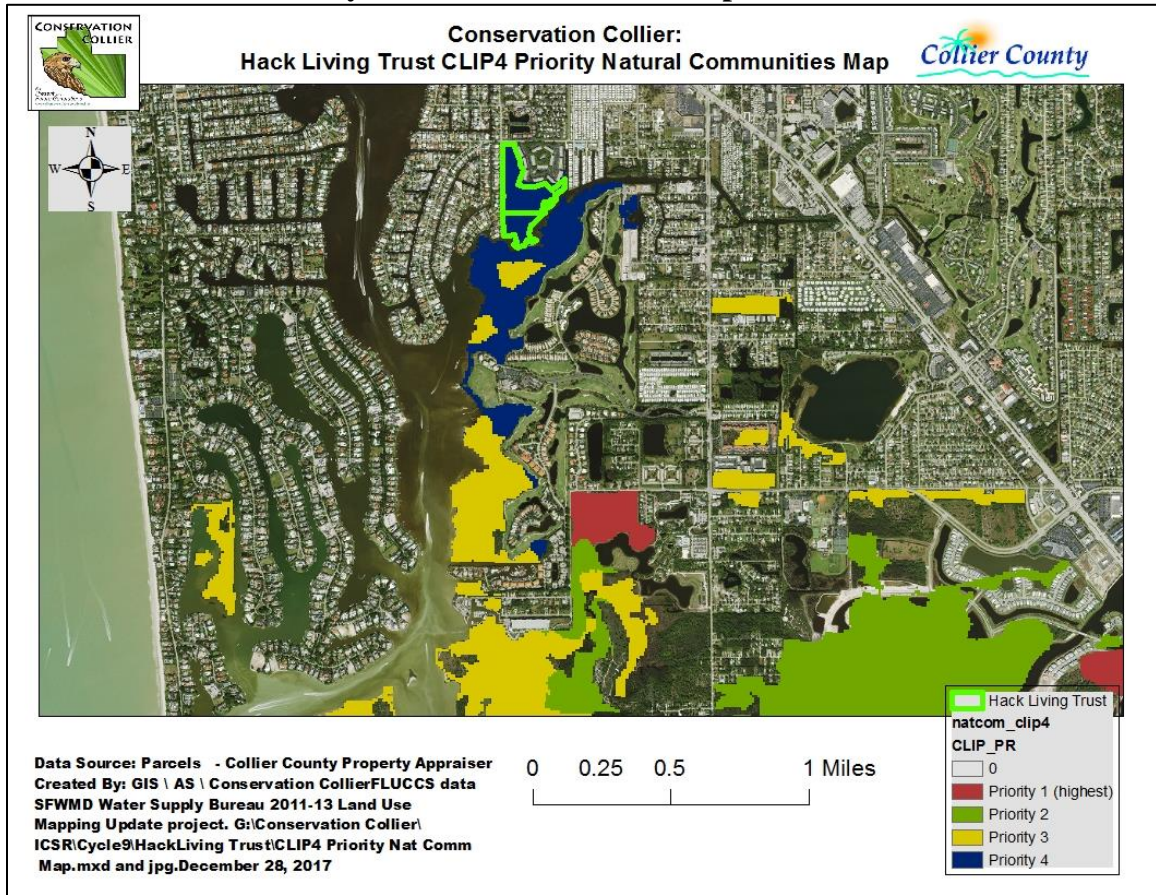 CONSERVATION
COLLIER
Conservation Collier:
Hack Living Trust CLIP4 Priority Natural Communities Map
Collier County
N
W
E
S
Data Source: Parcels - Collier County Property Appraiser
Created By: GIS \ AS \ Conservation CollierFLUCCS data
SFWMD Water Supply Bureau 2011-13 Land Use
Mapping Update project. G:\Conservation Collier\
ICSR\Cycle9\HackLiving Trust\CLIP4 Priority Nat Comm
Map.mxd and jpg.December 28, 2017
0 0.25 0.5 1 Miles
Hack Living Trust
natcom_clip4
CLIP_PR
0
Priority 1 (highest)
Priority 2
Priority 3
Priority 4